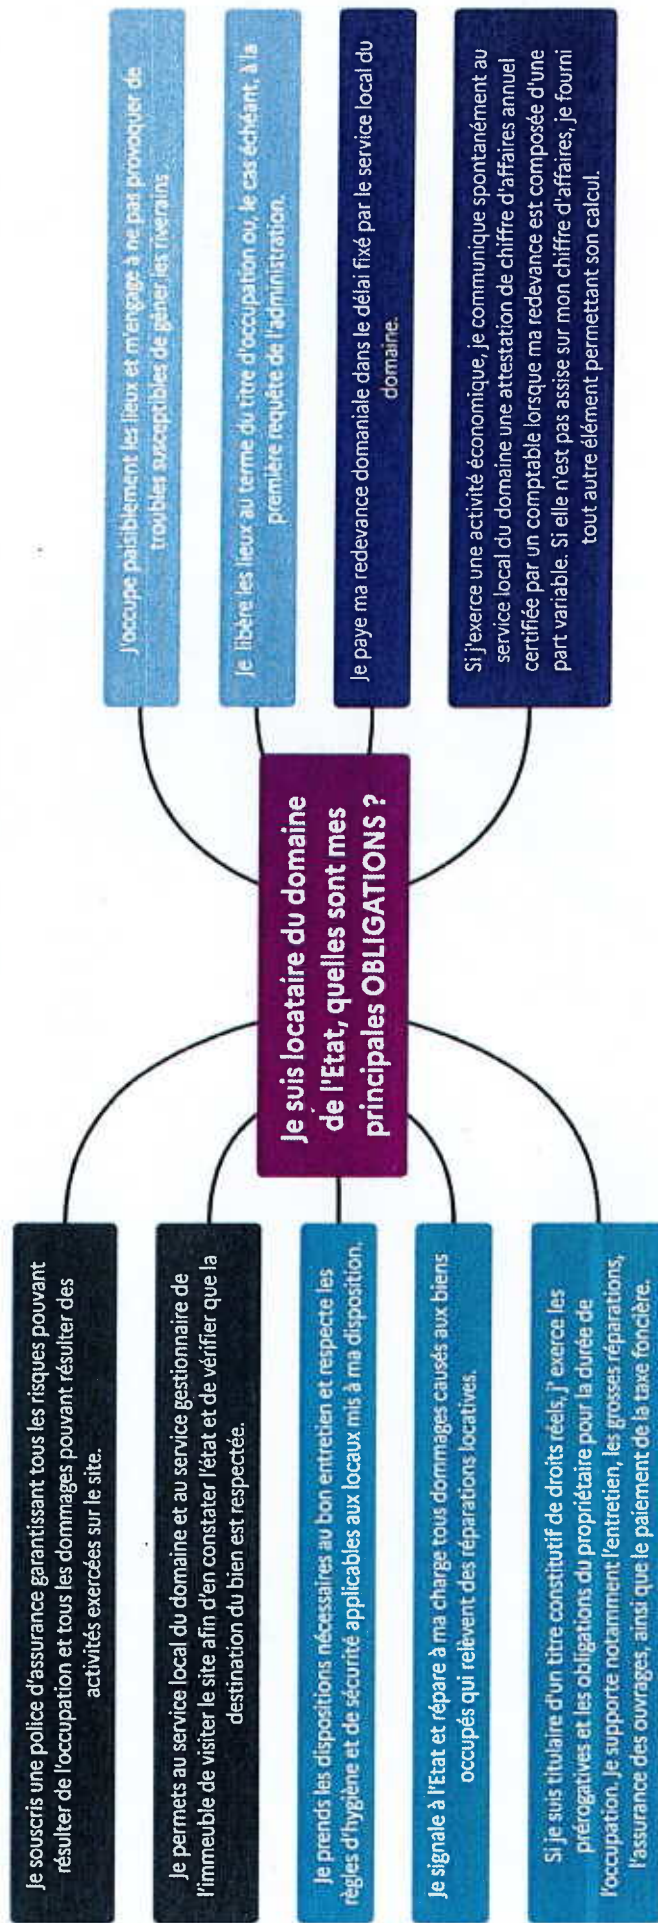 Je souscris une police d'assurance garantissant tous les risques pouvant
résulter de l'occupation et tous les dommages pouvant résulter des
activités exercées sur le site.
Je permets au service local du domaine et au service gestionnaire de
l'immeuble de visiter le site afin d'en constater l'état et de vérifier que la
destination du bien est respectée.
Je prends les dispositions nécessaires au bon entretien et respecte les
règles d'hygiène et de sécurité applicables aux locaux mis à ma disposition.
Je signale à l'Etat et répare à ma charge tous dommages causés aux biens
occupés qui relèvent des réparations locatives.
Si je suis titulaire d'un titre constitutif de droits réels, j' exerce les
prérogatives et les obligations du propriétaire pour la durée de
l'occupation. Je supporte notamment l'entretien, les grosses réparations,
l'assurance des ouvrages, ainsi que le paiement de la taxe foncière.
Je suis locataire du domaine
de l'Etat, quelles sont mes
principales OBLIGATIONS ?
J'occupe paisiblement les lieux et m'engage à ne pas provoquer de
troubles susceptibles de gêner les riverains
Je libère les lieux au terme du titre d'occupation ou, le cas échéant, à la
première requête de l'administration.
Je paye ma redevance domaniale dans le délai fixé par le service local du
domaine.
Si j'exerce une activité économique, je communique spontanément au
service local du domaine une attestation de chiffre d'affaires annuel
certifiée par un comptable lorsque ma redevance est composée d'une
part variable. Si elle n'est pas assise sur mon chiffre d'affaires, je fourni
tout autre élément permettant son calcul.